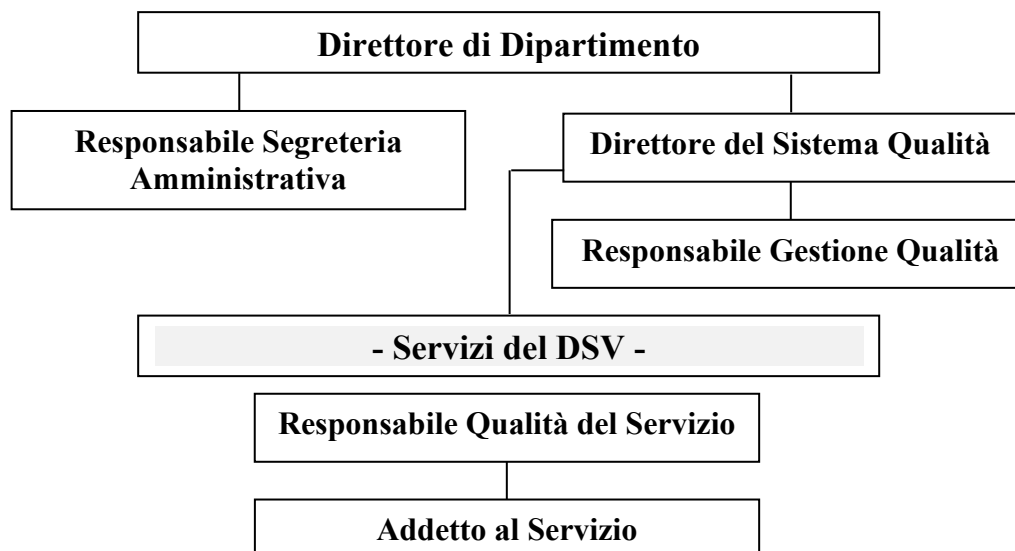 Direttore di Dipartimento
Responsabile Segreteria
Amministrativa
Direttore del Sistema Qualità
Responsabile Gestione Qualità
- Servizi del DSV -
Responsabile Qualità del Servizio
Addetto al Servizio